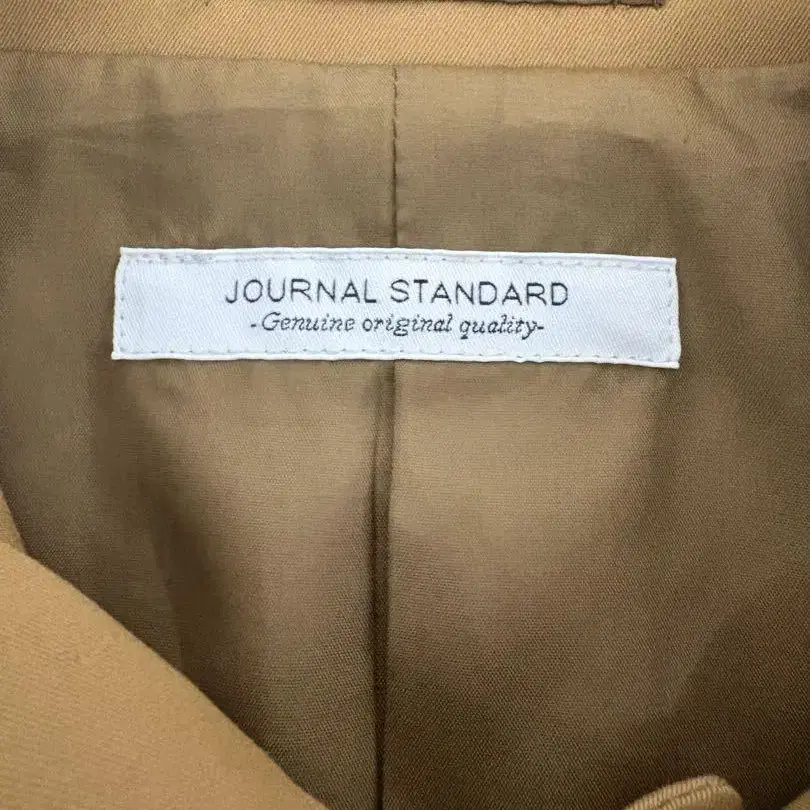 JOURNAL STANDARD
-Genuine original quality-